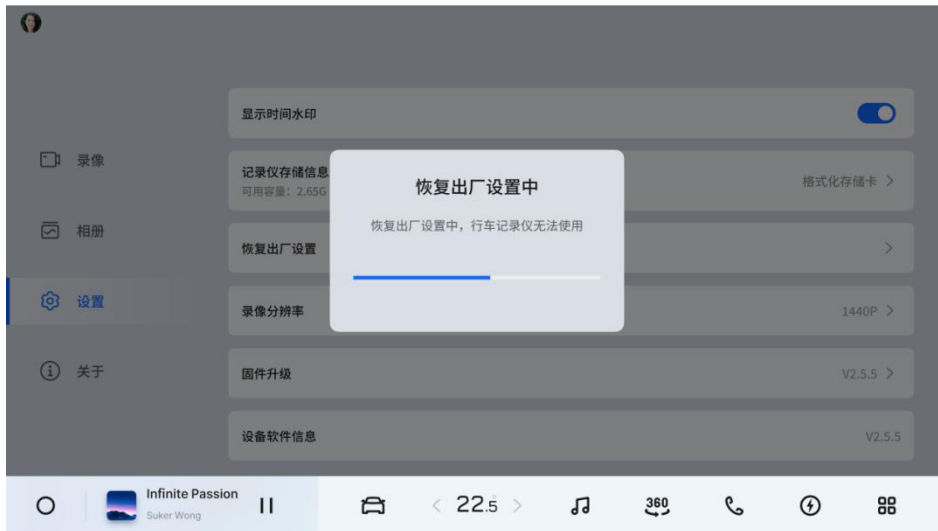 显示时间水印
录像
记录仪存储信息
可用容量：2.65G
格式化存储卡
恢复出厂设置中
恢复出厂设置中，行车记录仪无法使用
相册
恢复出厂设置
设置
录像分辨率
1440P
关于
固件升级
V2.5.5
设备软件信息
V2.5.5
Infinite Passion
Suker Wong
22.5
360